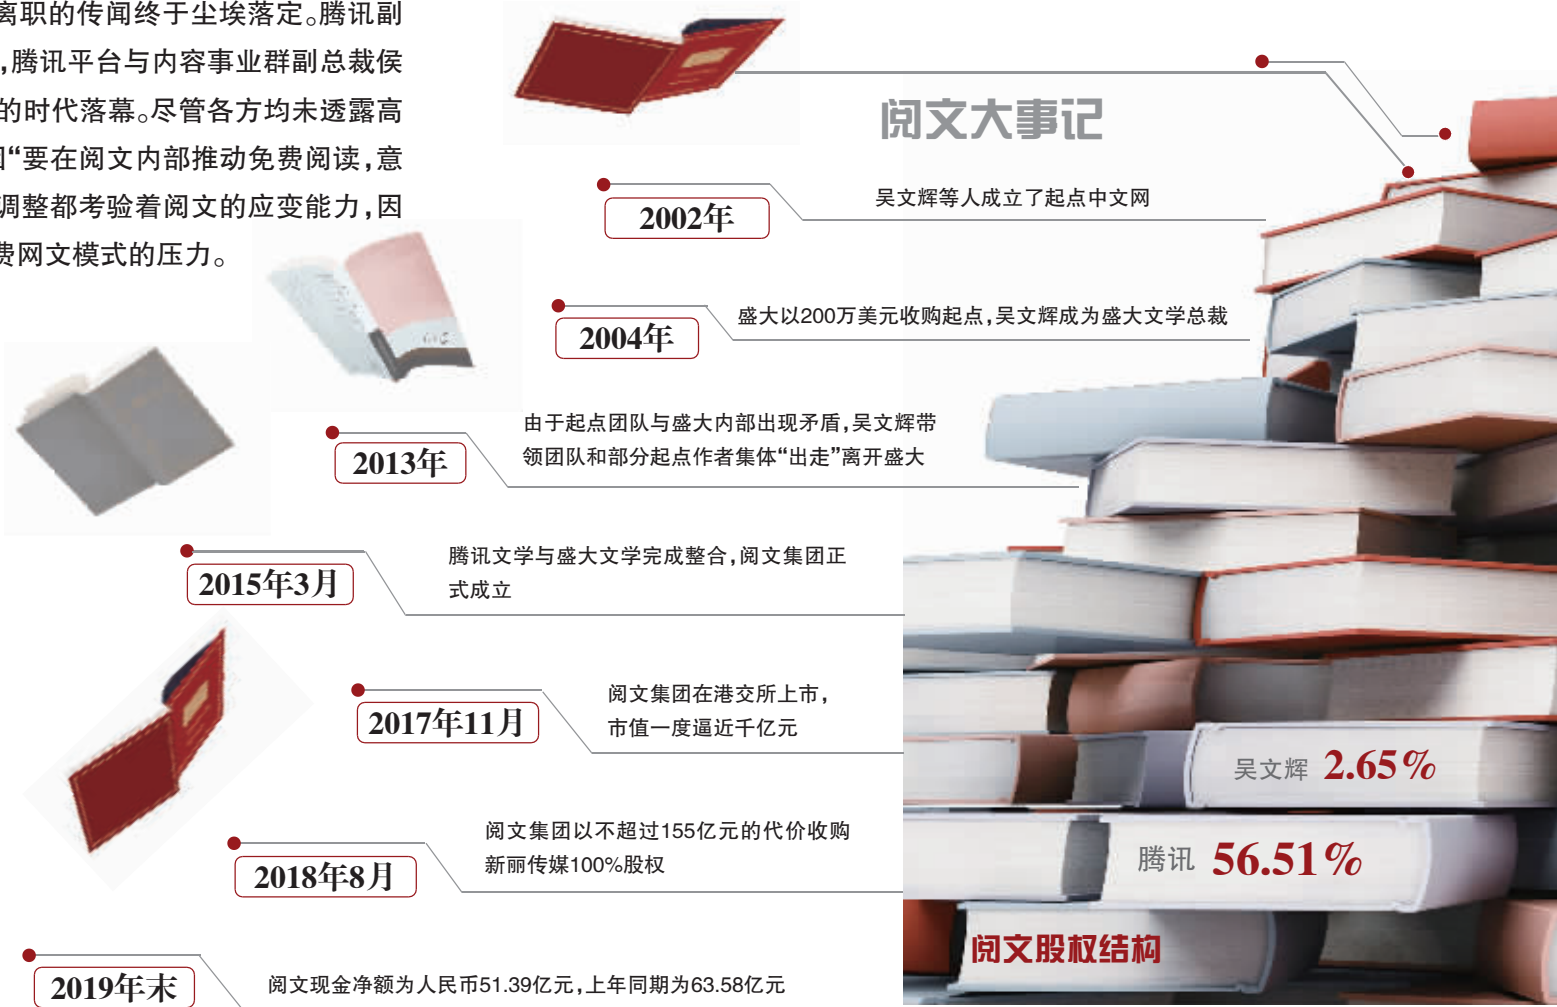 离职的传闻终于尘埃落定。腾讯副
,腾讯平台与内容事业群副总裁侯
的时代落幕。尽管各方均未透露高
“要在阅文内部推动免费阅读,意
调整都考验着阅文的应变能力,因
费网文模式的压力。
阅文大事记
2002年
吴文辉等人成立了起点中文网
2004年
盛大以200万美元收购起点,吴文辉成为盛大文学总裁
2013年
由于起点团队与盛大内部出现矛盾,吴文辉带
领团队和部分起点作者集体“出走”离开盛大
2015年3月
腾讯文学与盛大文学完成整合,阅文集团正
式成立
2017年11月
阅文集团在港交所上市,
市值一度逼近千亿元
2018年8月
阅文集团以不超过155亿元的代价收购
新丽传媒100%股权
2019年末
阅文现金净额为人民币51.39亿元,上年同期为63.58亿元
吴文辉 2.65%
腾讯 56.51%
阅文股权结构